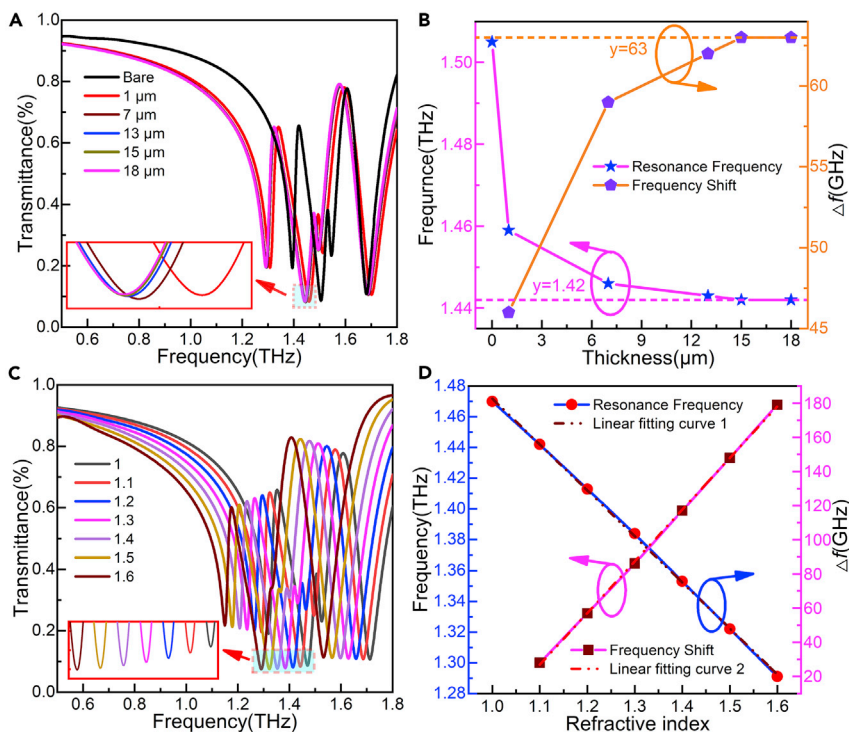 A
Transmittance(%)
1.0
0.8
0.6
0.4
0.2
0.0
Bare
1 μm
7 μm
13 μm
15 μm
18 μm
0.6 0.8 1.0 1.2 1.4 1.6 1.8
Frequency(THz)
B
Frequrnce(THz)
1.50
1.48
1.46
1.44
y=63
Resonance Frequency
Frequency Shift
y=1.42
0 3 6 9 12 15 18
Thickness(μm)
60
55
50
45
Δf(GHz)
C
Transmittance(%)
1.0
0.8
0.6
0.4
0.2
0.0
1
1.1
1.2
1.3
1.4
1.5
1.6
0.6 0.8 1.0 1.2 1.4 1.6 1.8
Frequency(THz)
D
Frequency(THz)
1.48
1.47
1.46
1.44
1.43
1.42
1.40
1.39
1.38
1.36
1.34
1.33
1.32
1.30
1.28
Resonance Frequency
Linear fitting curve 1
Frequency Shift
Linear fitting curve 2
1.0 1.1 1.2 1.3 1.4 1.5 1.6
Refractive index
180
160
140
120
100
80
60
40
20
Δf(GHz)